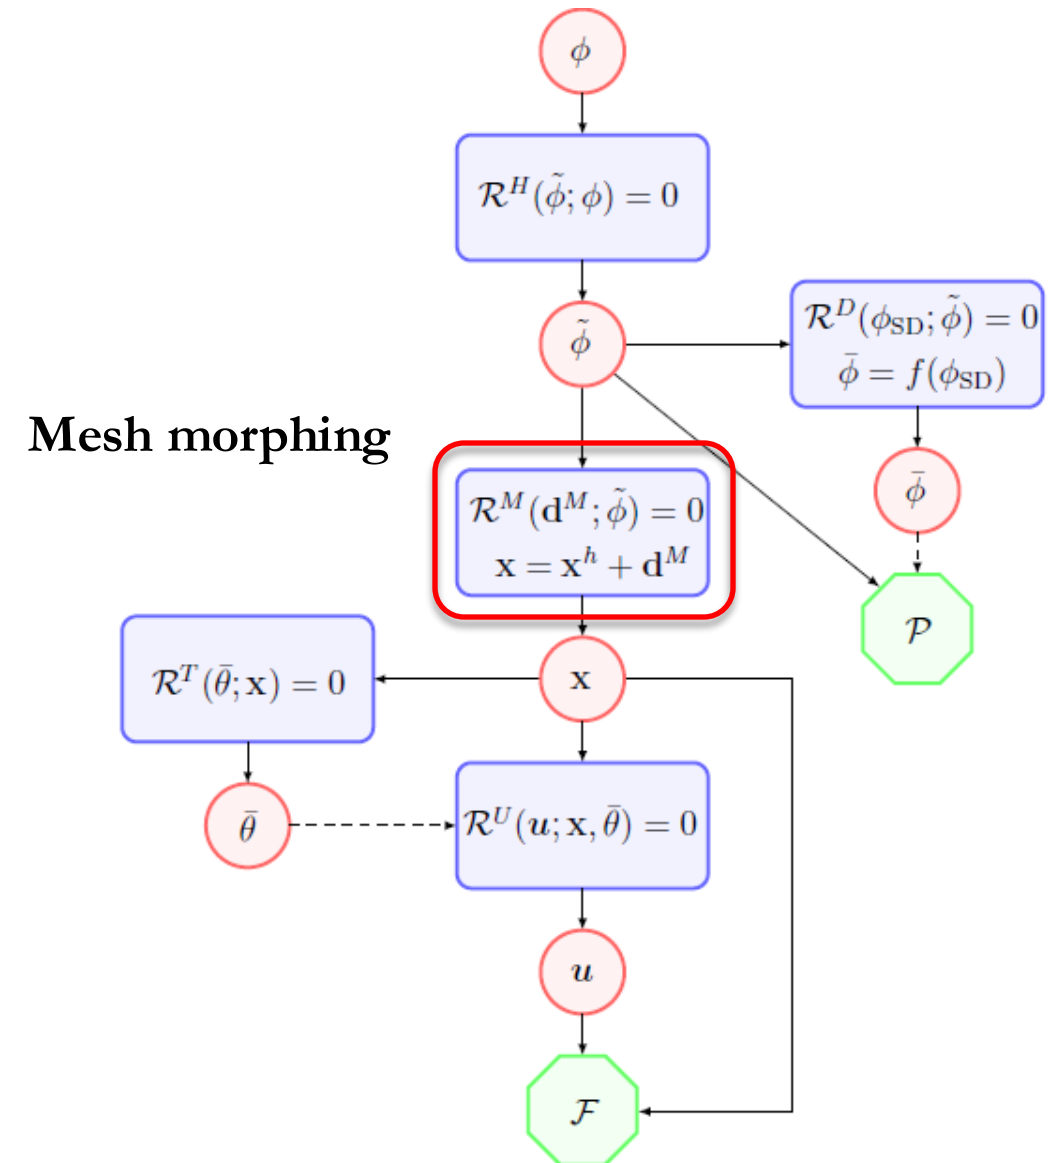 ϕ
ℛ^H(ϕ̃; ϕ) = 0
ϕ̃
ℛ^D(ϕ_SD; ϕ̃) = 0
ϕ̄ = f(ϕ_SD)
Mesh morphing
ℛ^M(𝐝^M; ϕ̃) = 0
𝐱 = 𝐱^h + 𝐝^M
ϕ̄
𝒫
ℛ^T(θ̄; 𝐱) = 0
𝐱
θ̄
ℛ^U(𝒖; 𝐱, θ̄) = 0
𝒖
ℱ